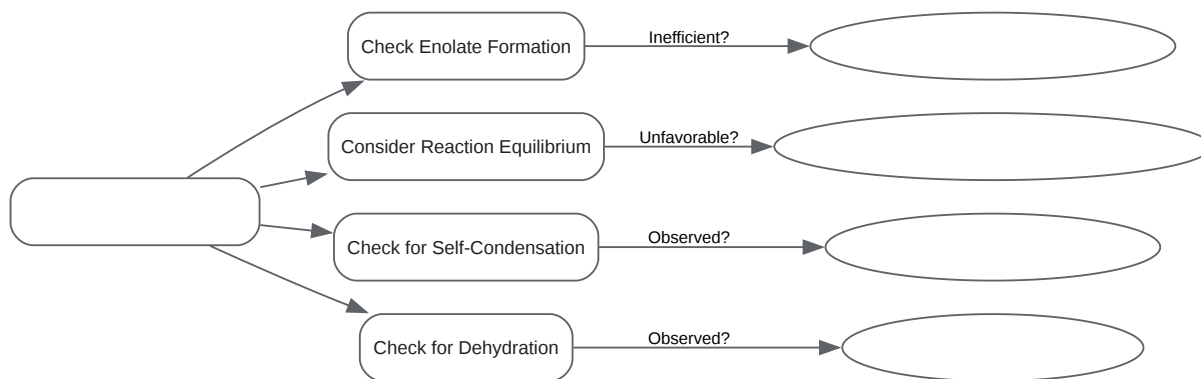 Check Enolate Formation
Inefficient?
Consider Reaction Equilibrium
Unfavorable?
Check for Self-Condensation
Observed?
Check for Dehydration
Observed?